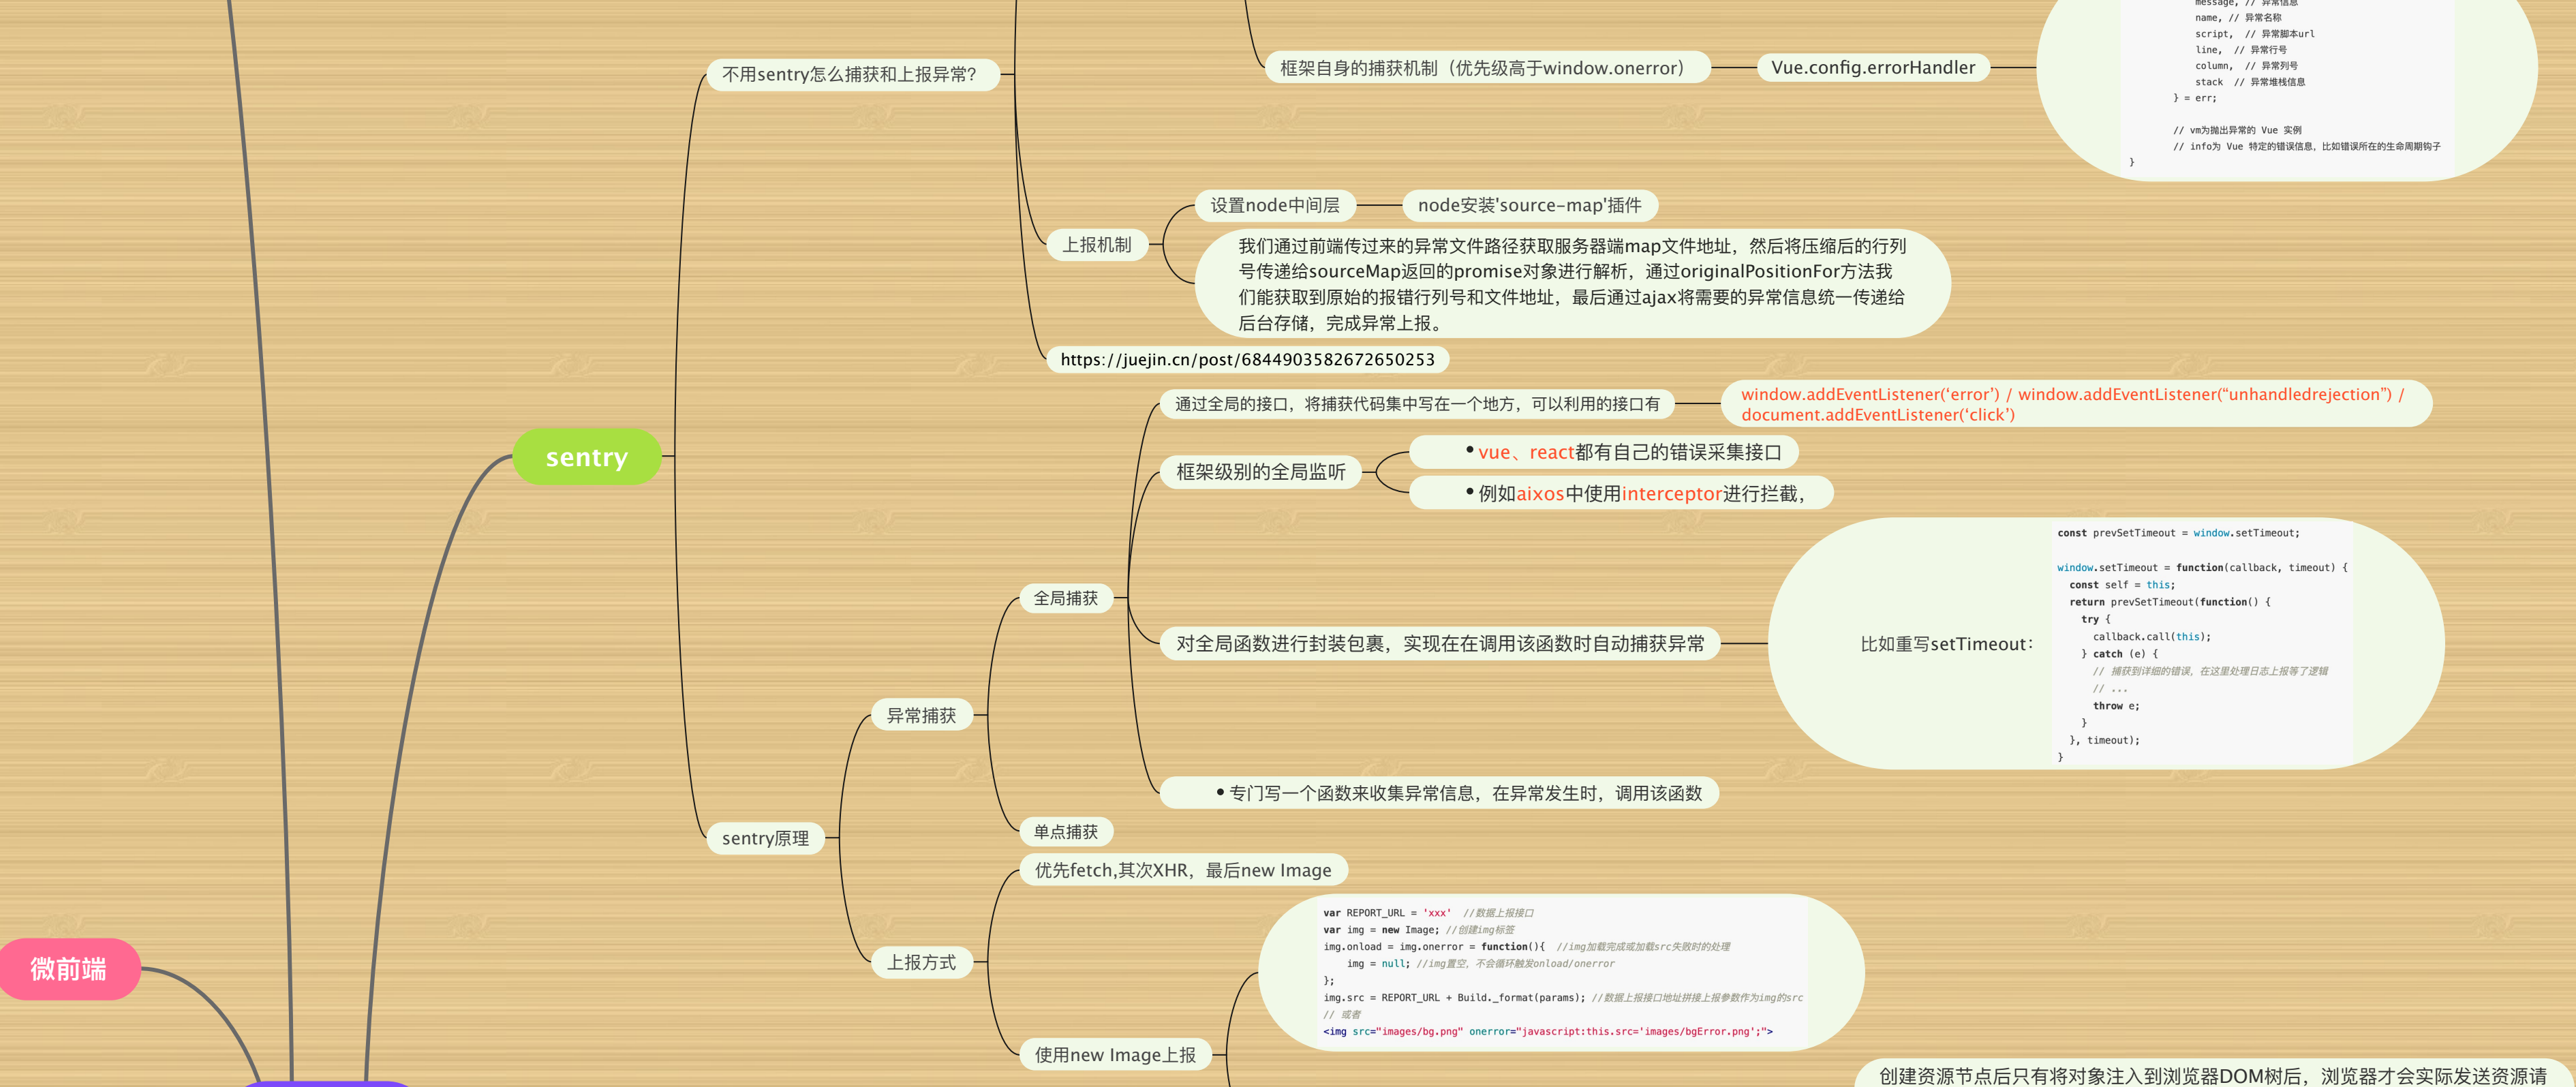 message, // 异常信息
name, // 异常名称
script,  // 异常脚本url
line,  // 异常行号
column,  // 异常列号
stack  // 异常堆栈信息
} = err;
// vm为抛出异常的 Vue 实例
// info为 Vue 特定的错误信息，比如错误所在的生命周期钩子
}
不用sentry怎么捕获和上报异常？
框架自身的捕获机制（优先级高于window.onerror）
Vue.config.errorHandler
上报机制
设置node中间层
node安装'source-map'插件
我们通过前端传过来的异常文件路径获取服务器端map文件地址，然后将压缩后的行列
号传递给sourceMap返回的promise对象进行解析，通过originalPositionFor方法我
们能获取到原始的报错行列号和文件地址，最后通过ajax将需要的异常信息统一传递给
后台存储，完成异常上报。
https://juejin.cn/post/6844903582672650253
sentry
sentry原理
异常捕获
全局捕获
通过全局的接口，将捕获代码集中写在一个地方，可以利用的接口有
window.addEventListener(‘error’) / window.addEventListener(“unhandledrejection”) /
document.addEventListener(‘click’)
框架级别的全局监听
• vue、react都有自己的错误采集接口
• 例如aixos中使用interceptor进行拦截，
对全局函数进行封装包裹，实现在在调用该函数时自动捕获异常
比如重写setTimeout：
const prevSetTimeout = window.setTimeout;
window.setTimeout = function(callback, timeout) {
const self = this;
return prevSetTimeout(function() {
try {
callback.call(this);
} catch (e) {
// 捕获到详细的错误，在这里处理日志上报等了逻辑
// ...
throw e;
}
}, timeout);
}
• 专门写一个函数来收集异常信息，在异常发生时，调用该函数
单点捕获
上报方式
优先fetch,其次XHR，最后new Image
使用new Image上报
var REPORT_URL = 'xxx'  //数据上报接口
var img = new Image; //创建img标签
img.onload = img.onerror = function(){  //img加载完成或加载src失败时的处理
img = null; //img置空，不会循环触发onload/onerror
};
img.src = REPORT_URL + Build._format(params); //数据上报接口地址拼接上报参数作为img的src
// 或者
<img src="images/bg.png" onerror="javascript:this.src='images/bgError.png';">
创建资源节点后只有将对象注入到浏览器DOM树后，浏览器才会实际发送资源请
微前端